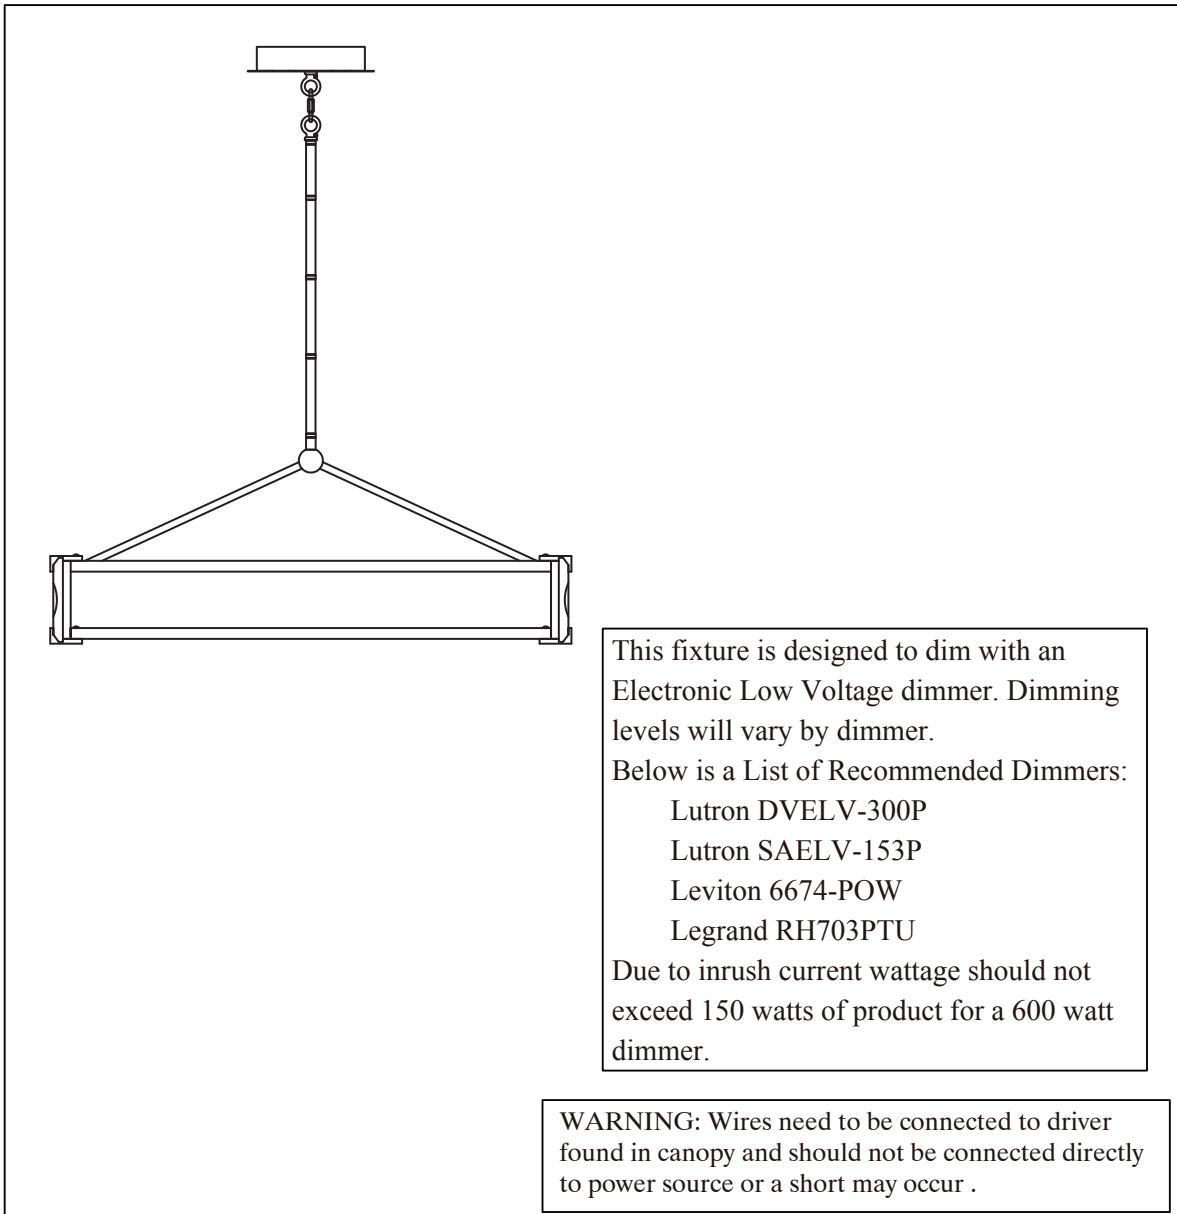 This fixture is designed to dim with an
Electronic Low Voltage dimmer. Dimming
levels will vary by dimmer.
Below is a List of Recommended Dimmers:
Lutron DVELV-300P
Lutron SAELV-153P
Leviton 6674-POW
Legrand RH703PTU
Due to inrush current wattage should not
exceed 150 watts of product for a 600 watt
dimmer.
WARNING: Wires need to be connected to driver
found in canopy and should not be connected directly
to power source or a short may occur .